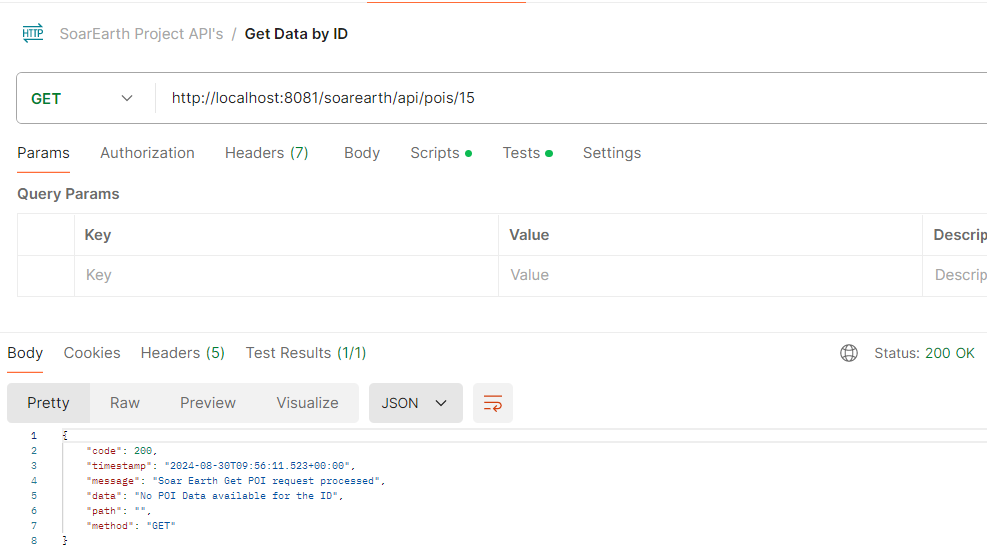 HTTP SoarEarth Project API's / Get Data by ID
GET http://localhost:8081/soarearth/api/pois/15
Params Authorization Headers (7) Body Scripts Tests Settings
Query Params
Key Value Descrip
Key Value Descrip
Body Cookies Headers (5) Test Results (1/1) Status: 200 OK
Pretty Raw Preview Visualize JSON
1 {
2 "code": 200,
3 "timestamp": "2024-08-30T09:56:11.523+00:00",
4 "message": "Soar Earth Get POI request processed",
5 "data": "No POI Data available for the ID",
6 "path": "",
7 "method": "GET"
8 }